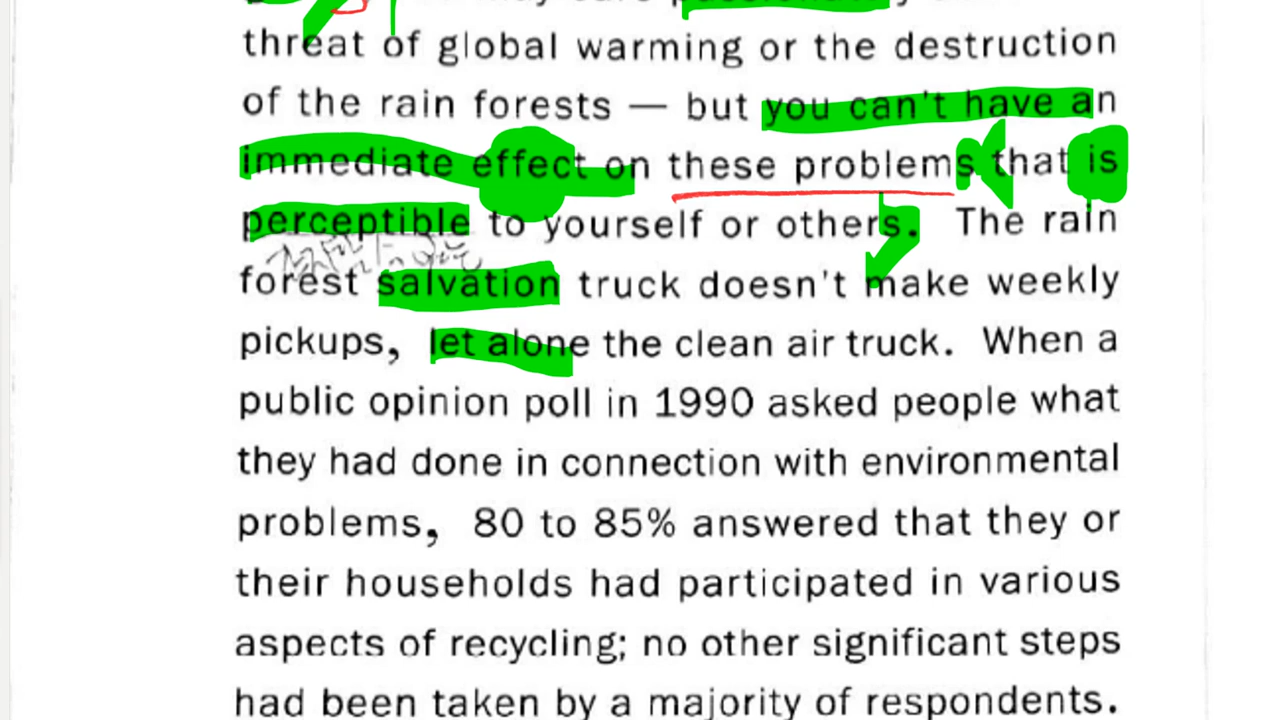 threat of global warming or the destruction
of the rain forests — but you can't have an
immediate effect on these problems that is
perceptible to yourself or others. The rain
forest salvation truck doesn't make weekly
pickups, let alone the clean air truck. When a
public opinion poll in 1990 asked people what
they had done in connection with environmental
problems, 80 to 85% answered that they or
their households had participated in various
aspects of recycling; no other significant steps
had been taken by a majority of respondents.